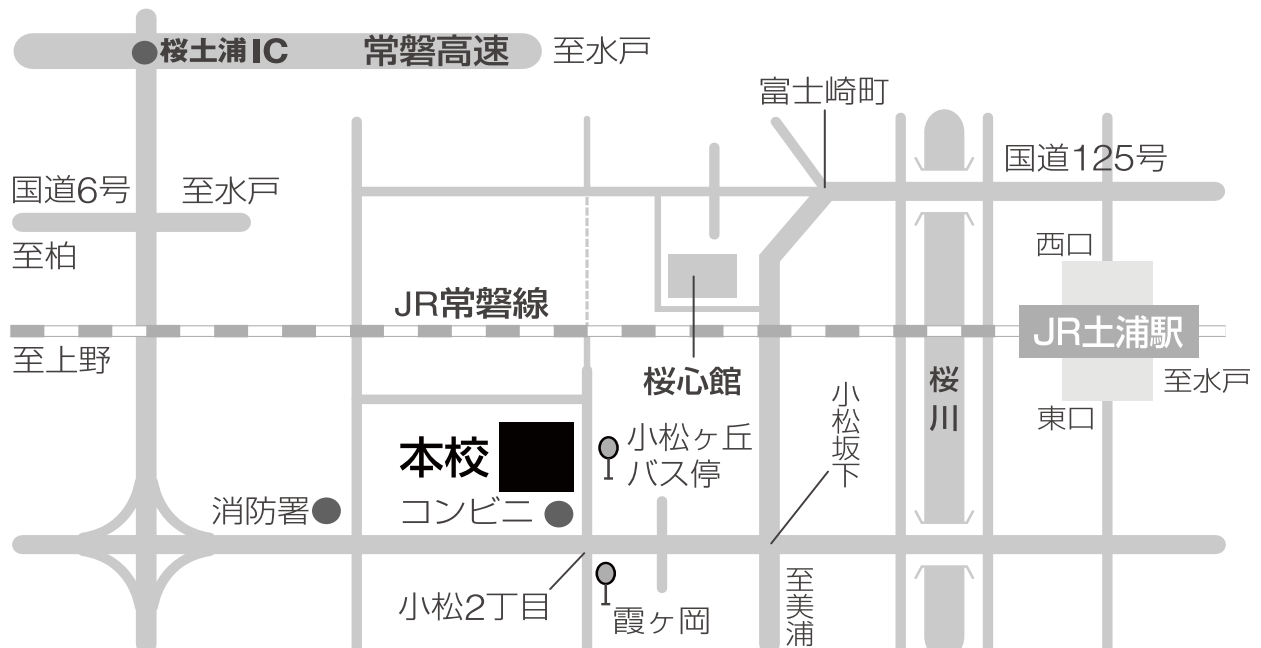 桜土浦IC
常磐高速
至水戸
富士崎町
国道125号
国道6号
至水戸
至柏
西口
JR常磐線
JR土浦駅
至上野
至水戸
桜心館
桜川
小松坂下
東口
本校
小松ヶ丘
バス停
消防署
コンビニ
小松2丁目
霞ヶ岡
至美浦